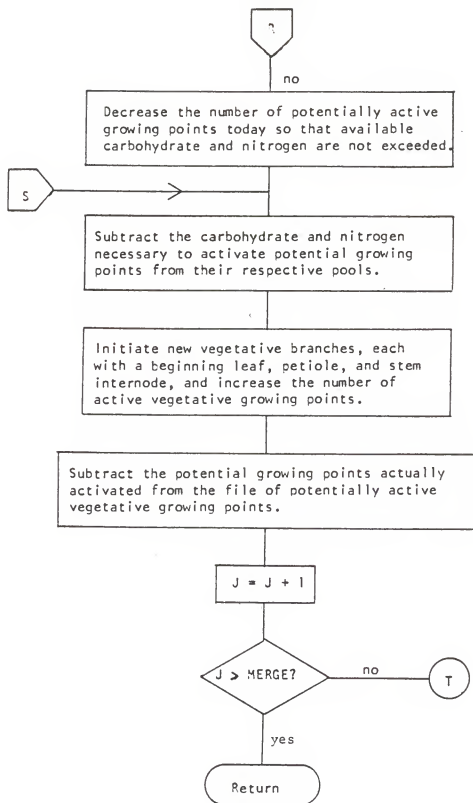 no
Decrease the number of potentially active
growing points today so that available
carbohydrate and nitrogen are not exceeded.
S
Subtract the carbohydrate and nitrogen
necessary to activate potential growing
points from their respective pools.
Initiate new vegetative branches, each
with a beginning leaf, petiole, and stem
internode, and increase the number of
active vegetative growing points.
Subtract the potential growing points actually
activated from the file of potentially active
vegetative growing points.
J = J + 1
J > MERGE?
no
T
yes
Return